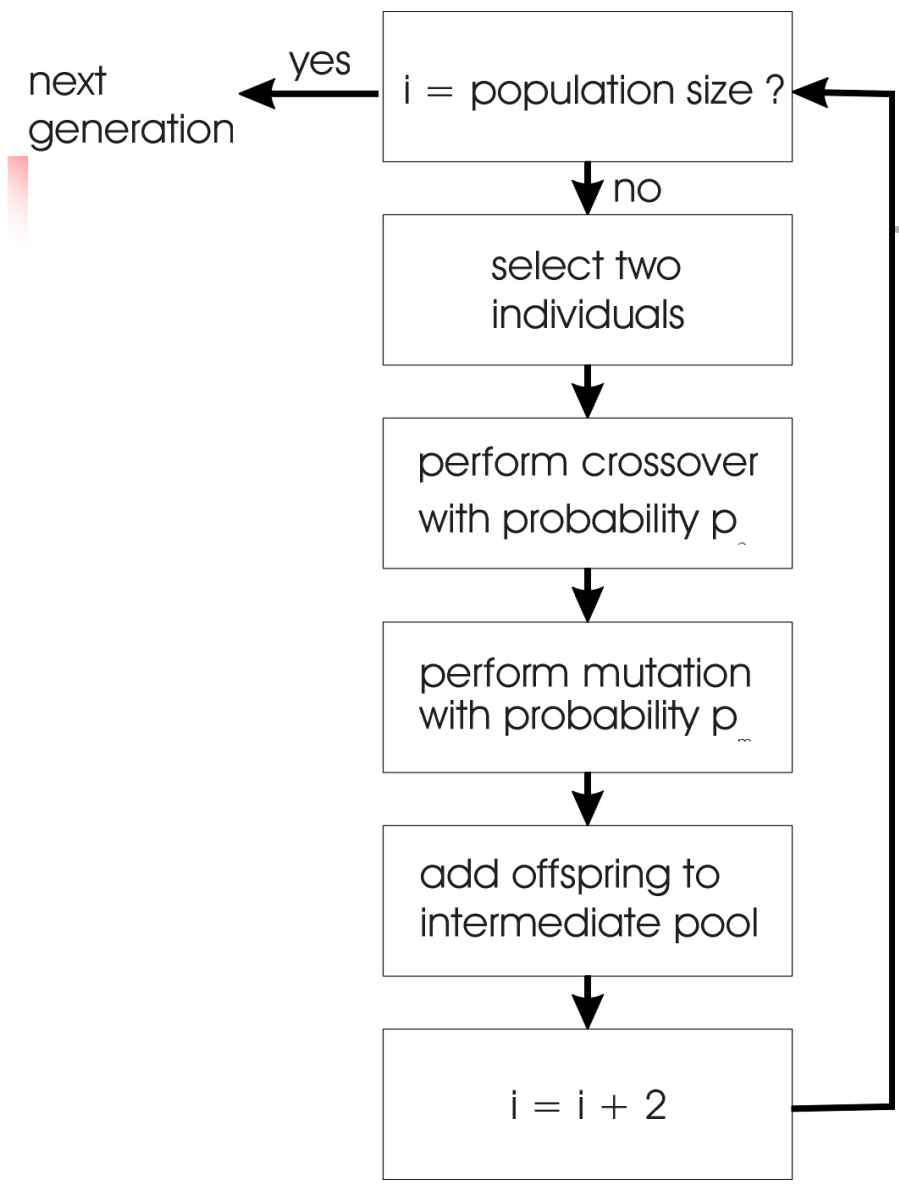 next
generation
yes
i = population size ?
no
select two
individuals
perform crossover
with probability p
perform mutation
with probability pₘ
add offspring to
intermediate pool
i = i + 2